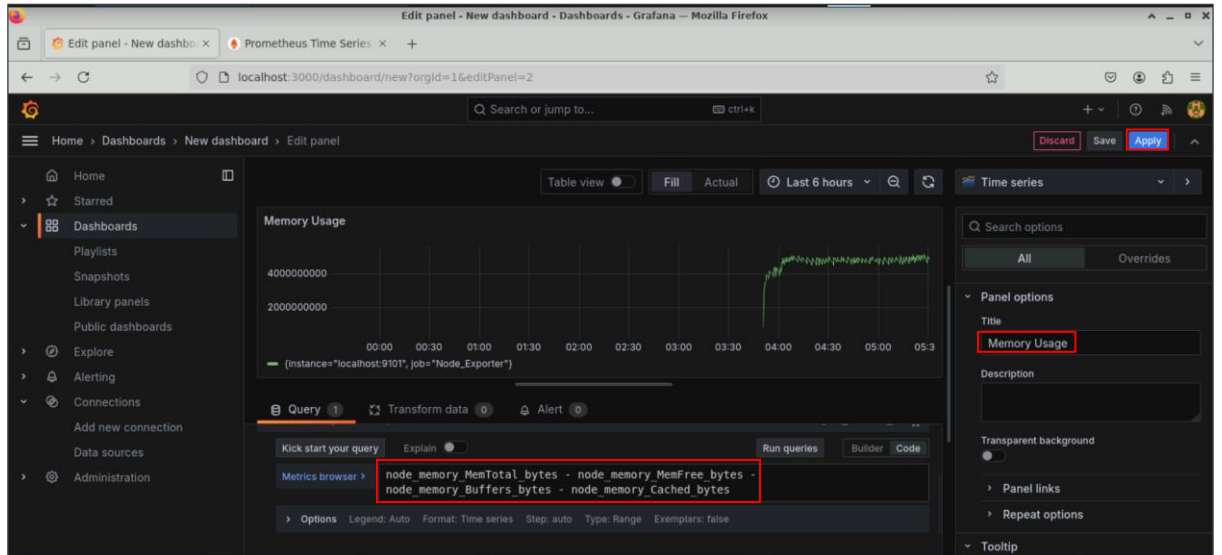 Edit panel - New dashboard - Dashboards - Grafana — Mozilla Firefox
Edit panel - New dashbo
Prometheus Time Series
localhost:3000/dashboard/new?orgId=1&editPanel=2
Search or jump to...
ctrl+k
Home › Dashboards › New dashboard › Edit panel
Discard
Save
Apply
Home
Starred
Dashboards
Playlists
Snapshots
Library panels
Public dashboards
Explore
Alerting
Connections
Add new connection
Data sources
Administration
Table view
Fill
Actual
Last 6 hours
Memory Usage
4000000000
2000000000
00:00 00:30 01:00 01:30 02:00 02:30 03:00 03:30 04:00 04:30 05:00 05:3
{instance="localhost:9101", job="Node_Exporter"}
Query 1
Transform data 0
Alert 0
Kick start your query
Explain
Run queries
Builder
Code
Metrics browser >
node_memory_MemTotal_bytes - node_memory_MemFree_bytes -
node_memory_Buffers_bytes - node_memory_Cached_bytes
Options Legend: Auto Format: Time series Step: auto Type: Range Exemplars: false
Time series
Search options
All
Overrides
Panel options
Title
Memory Usage
Description
Transparent background
Panel links
Repeat options
Tooltip